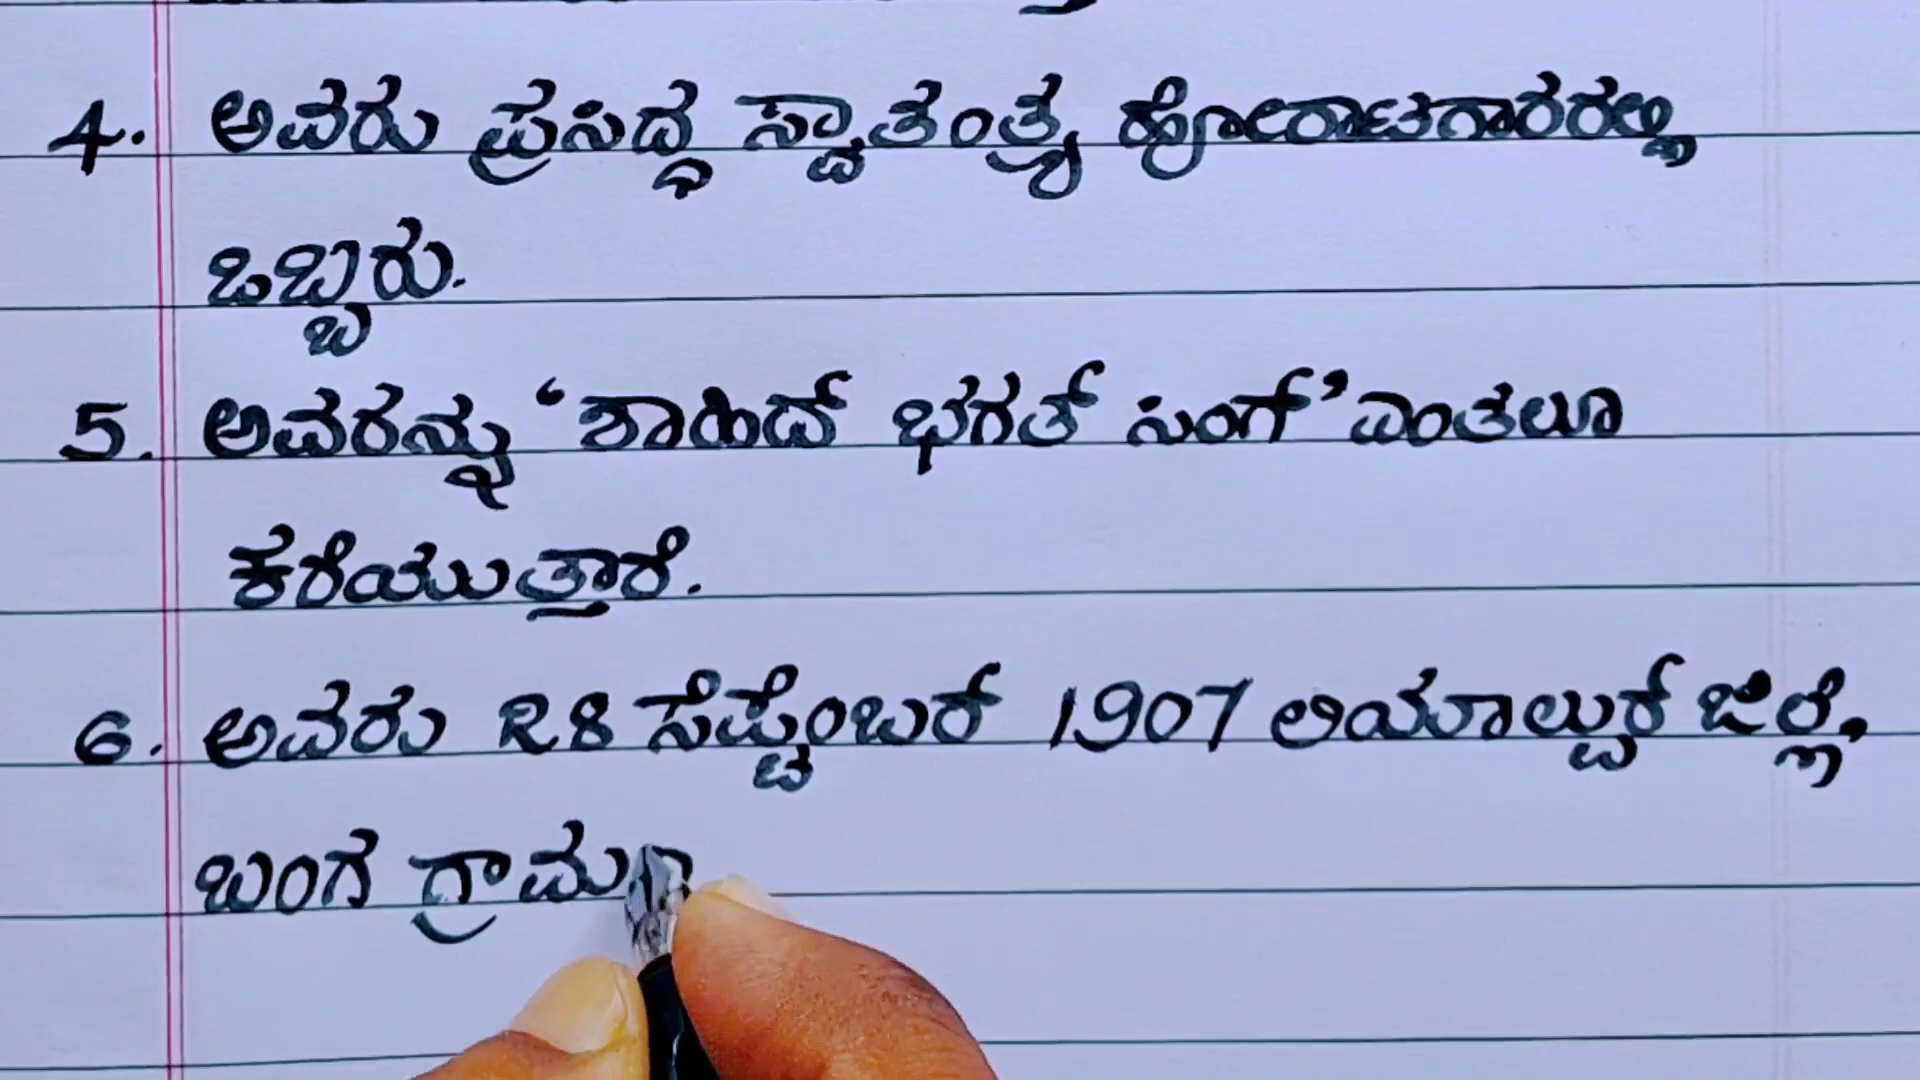 4. ಅವರು ಪ್ರಸಿದ್ಧ ಸ್ವಾತಂತ್ರ್ಯ ಹೋರಾಟಗಾರರಲ್ಲಿ
ಒಬ್ಬರು.
5. ಅವರನ್ನು ‘ಶಾಹಿದ್ ಭಗತ್ ಸಿಂಗ್’ ಎಂತಲೂ
ಕರೆಯುತ್ತಾರೆ.
6. ಅವರು 28 ಸೆಪ್ಟೆಂಬರ್ 1907 ಲಿಯಾಲ್ಪುರ್ ಜಿಲ್ಲೆ,
ಬಂಗ